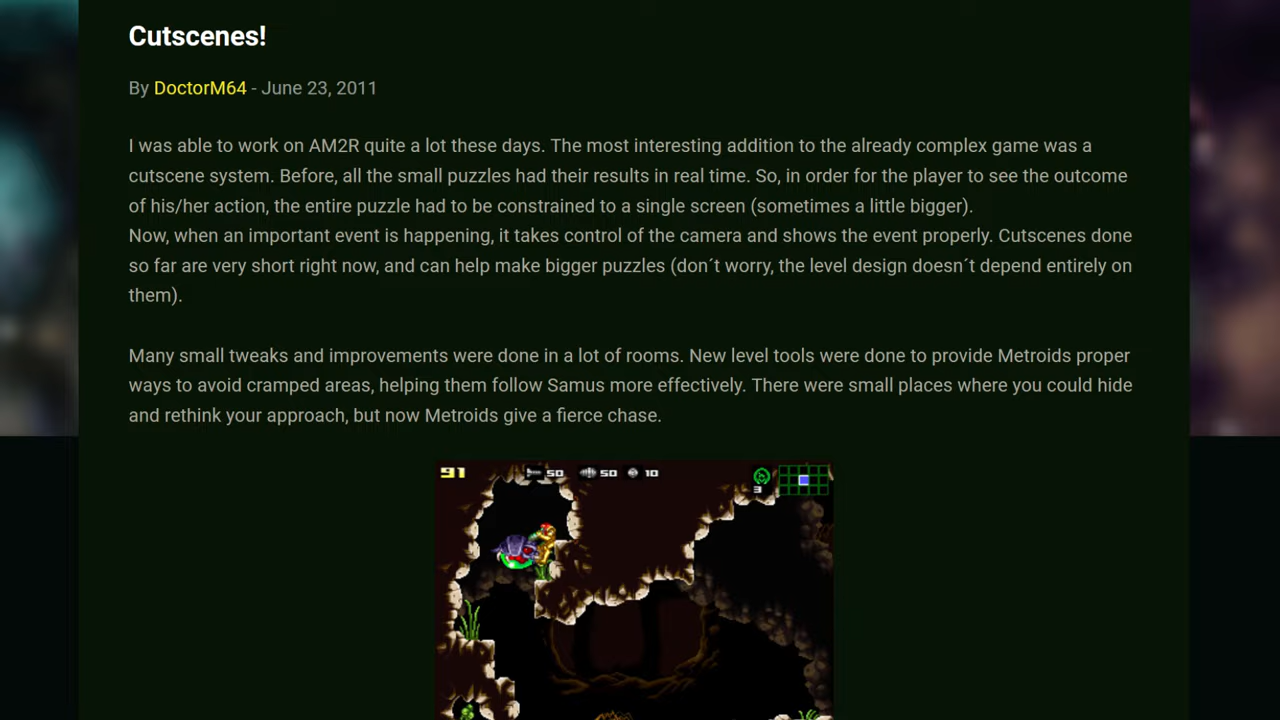 Cutscenes!
By DoctorM64 - June 23, 2011
I was able to work on AM2R quite a lot these days. The most interesting addition to the already complex game was a
cutscene system. Before, all the small puzzles had their results in real time. So, in order for the player to see the outcome
of his/her action, the entire puzzle had to be constrained to a single screen (sometimes a little bigger).
Now, when an important event is happening, it takes control of the camera and shows the event properly. Cutscenes done
so far are very short right now, and can help make bigger puzzles (don´t worry, the level design doesn´t depend entirely on
them).
Many small tweaks and improvements were done in a lot of rooms. New level tools were done to provide Metroids proper
ways to avoid cramped areas, helping them follow Samus more effectively. There were small places where you could hide
and rethink your approach, but now Metroids give a fierce chase.
91 50 50 10
3